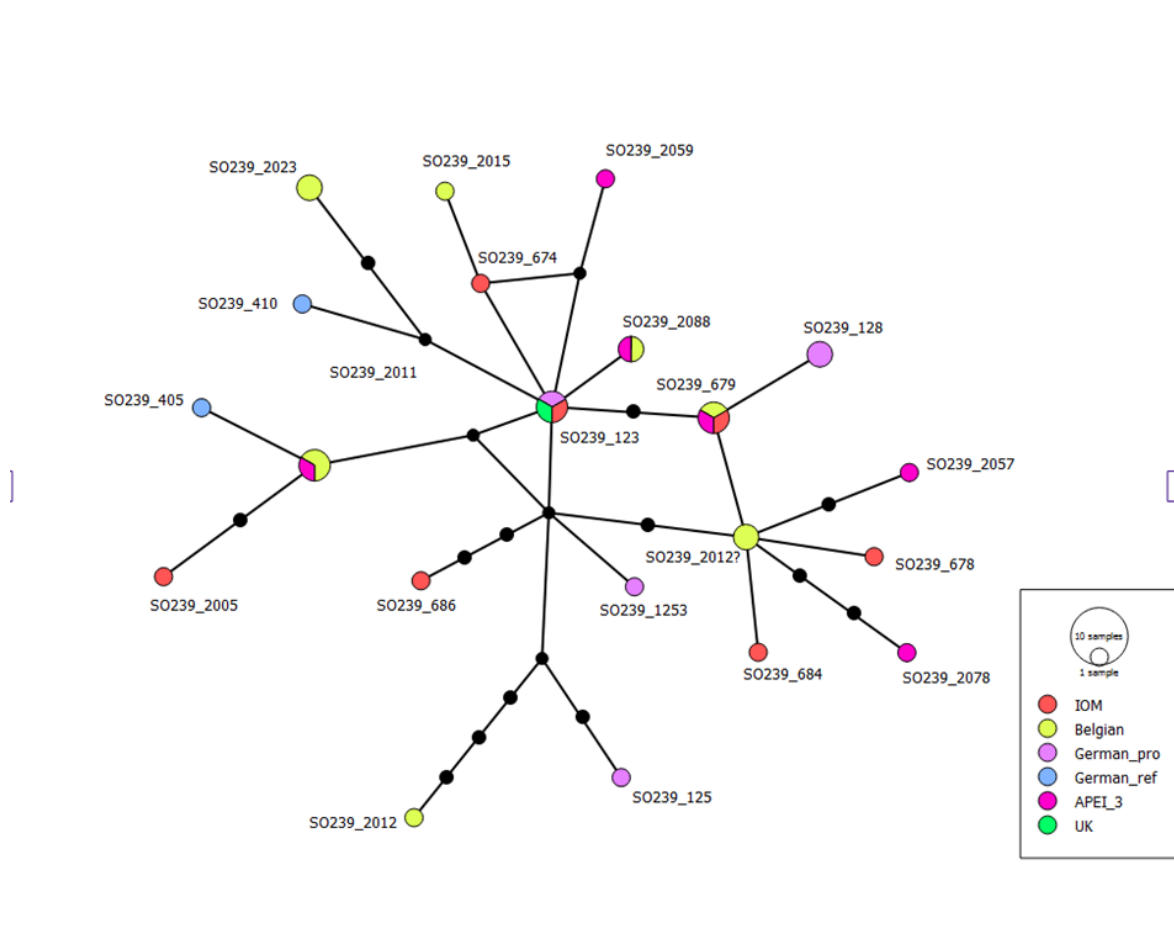 SO239_2059
SO239_2015
SO239_2023
SO239_674
SO239_410
SO239_2088
SO239_128
SO239_2011
SO239_679
SO239_405
SO239_123
SO239_2057
SO239_2012?
SO239_678
SO239_2005
SO239_686
SO239_1253
SO239_684
SO239_2078
SO239_125
SO239_2012
10 samples
1 sample
IOM
Belgian
German_pro
German_ref
APEI_3
UK